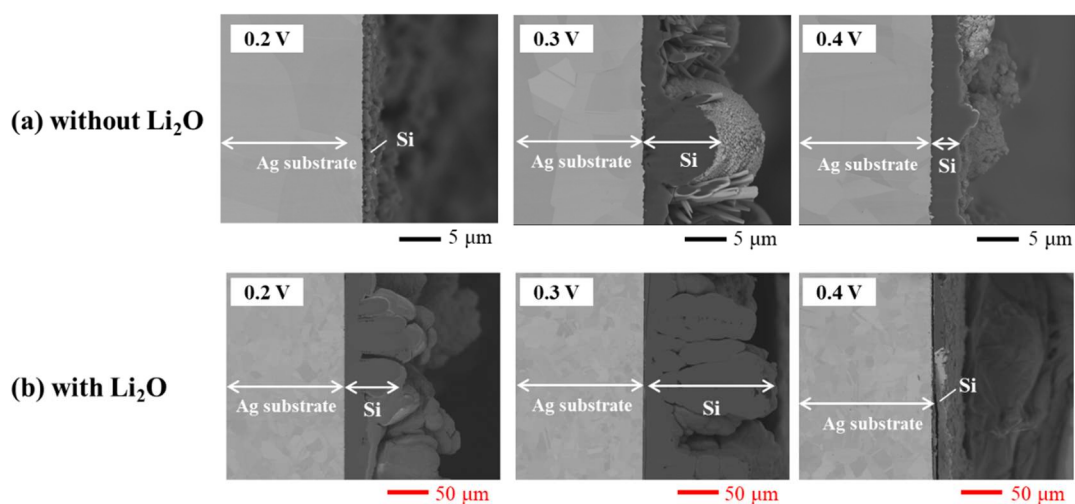 (a) without Li₂O
0.2 V
Si
Ag substrate
5 μm
0.3 V
Si
Ag substrate
5 μm
0.4 V
Si
Ag substrate
5 μm
(b) with Li₂O
0.2 V
Si
Ag substrate
50 μm
0.3 V
Si
Ag substrate
50 μm
0.4 V
Si
Ag substrate
50 μm